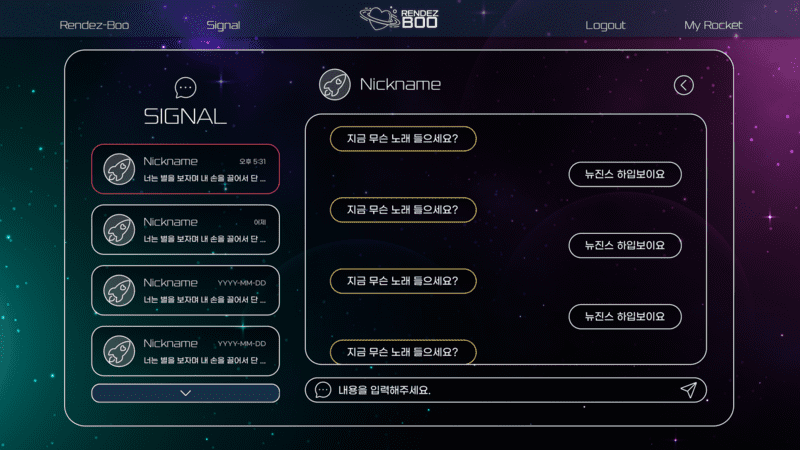 Rendez-Boo
Signal
RENDEZ
BOO
Logout
My Rocket
SIGNAL
Nickname
오후 5:31
너는 별을 보자며 내 손을 끌어서 단 ...
Nickname
어제
너는 별을 보자며 내 손을 끌어서 단 ...
Nickname
YYYY-MM-DD
너는 별을 보자며 내 손을 끌어서 단 ...
Nickname
YYYY-MM-DD
너는 별을 보자며 내 손을 끌어서 단 ...
Nickname
지금 무슨 노래 들으세요?
뉴진스 하입보이요
지금 무슨 노래 들으세요?
뉴진스 하입보이요
지금 무슨 노래 들으세요?
뉴진스 하입보이요
지금 무슨 노래 들으세요?
내용을 입력해주세요.